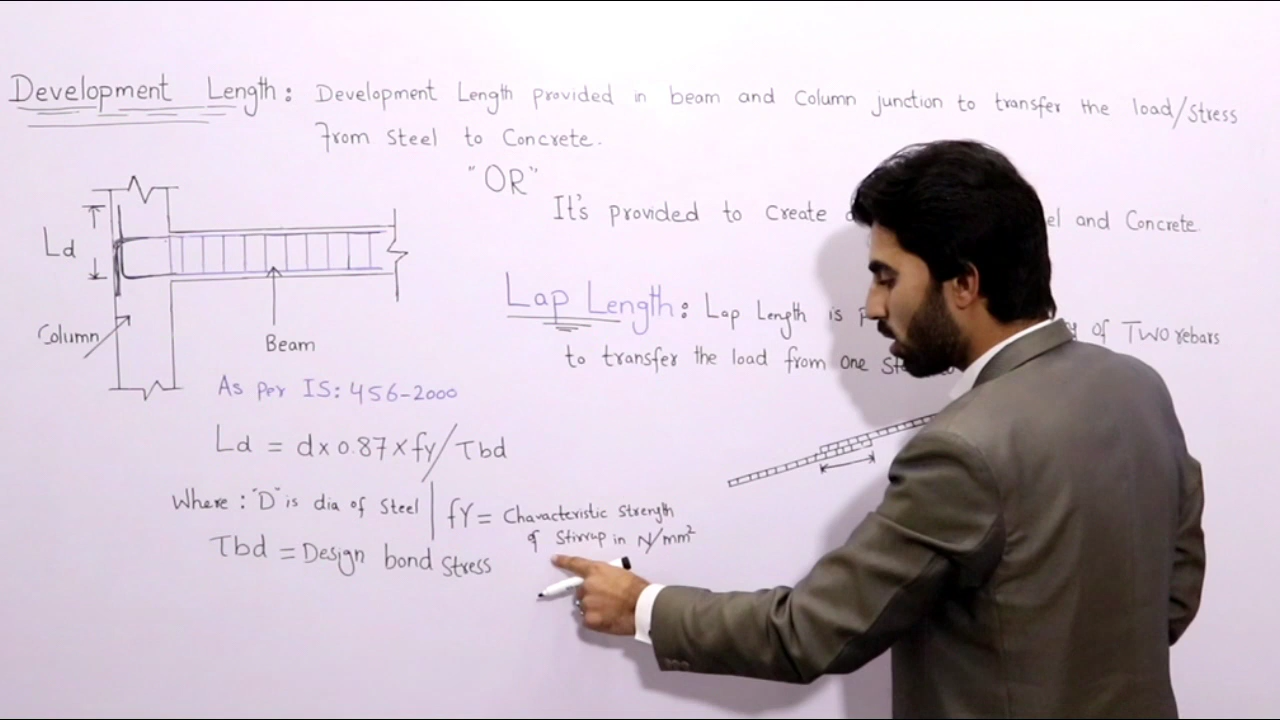 Development Length: Development Length provided in beam and Column junction to transfer the load/Stress
From Steel to Concrete.
"OR"
It's provided to Create el and Concrete
Ld
Column
Beam
Lap Length: Lap Length is of Two rebars
to transfer the load from one
As per IS: 456-2000
Ld = d x 0.87 x fy/Tbd
Where : "D" is dia of Steel | fY = Characteristic Strength
of Stirrup in N/mm²
Tbd = Design bond Stress